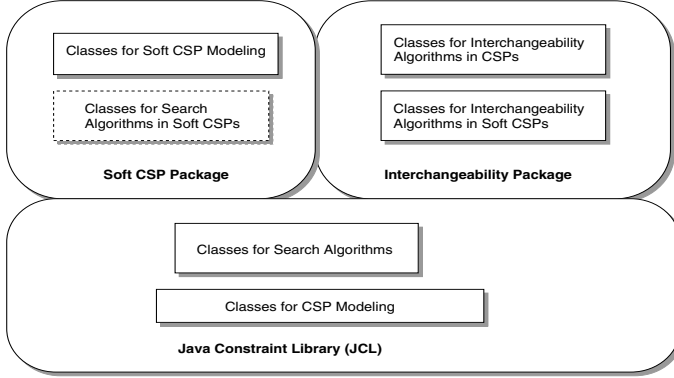 Classes for Soft CSP Modeling
Classes for Search
Algorithms in Soft CSPs
Soft CSP Package
Classes for Interchangeability
Algorithms in CSPs
Classes for Interchangeability
Algorithms in Soft CSPs
Interchangeability Package
Classes for Search Algorithms
Classes for CSP Modeling
Java Constraint Library (JCL)